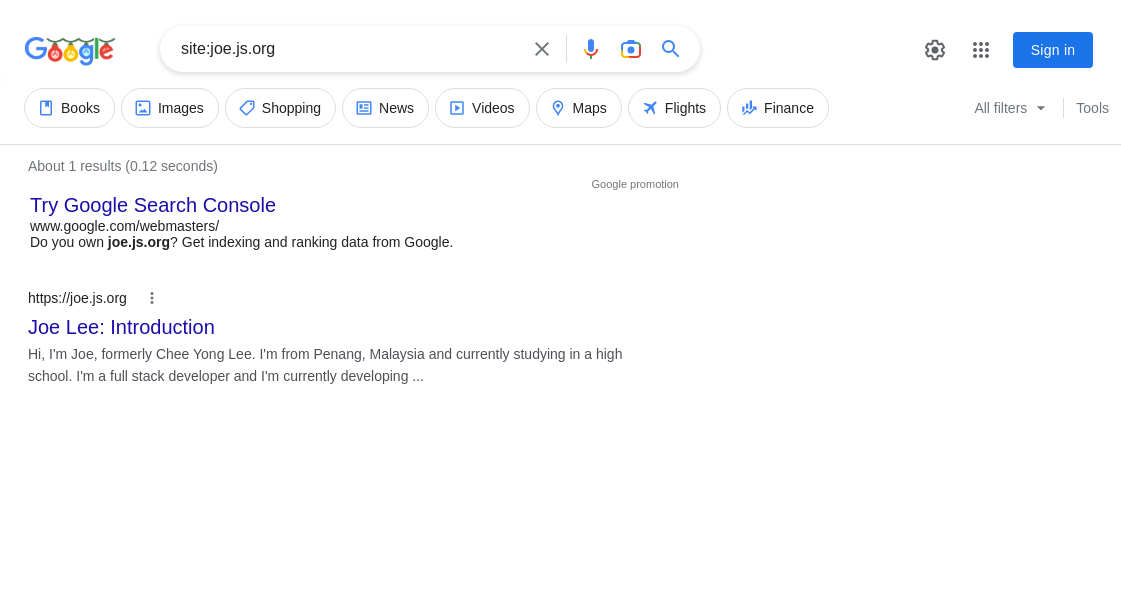 Google
site:joe.js.org
Sign in
Books Images Shopping News Videos Maps Flights Finance All filters Tools
About 1 results (0.12 seconds)
Google promotion
Try Google Search Console
www.google.com/webmasters/
Do you own joe.js.org? Get indexing and ranking data from Google.
https://joe.js.org
Joe Lee: Introduction
Hi, I'm Joe, formerly Chee Yong Lee. I'm from Penang, Malaysia and currently studying in a high
school. I'm a full stack developer and I'm currently developing ...